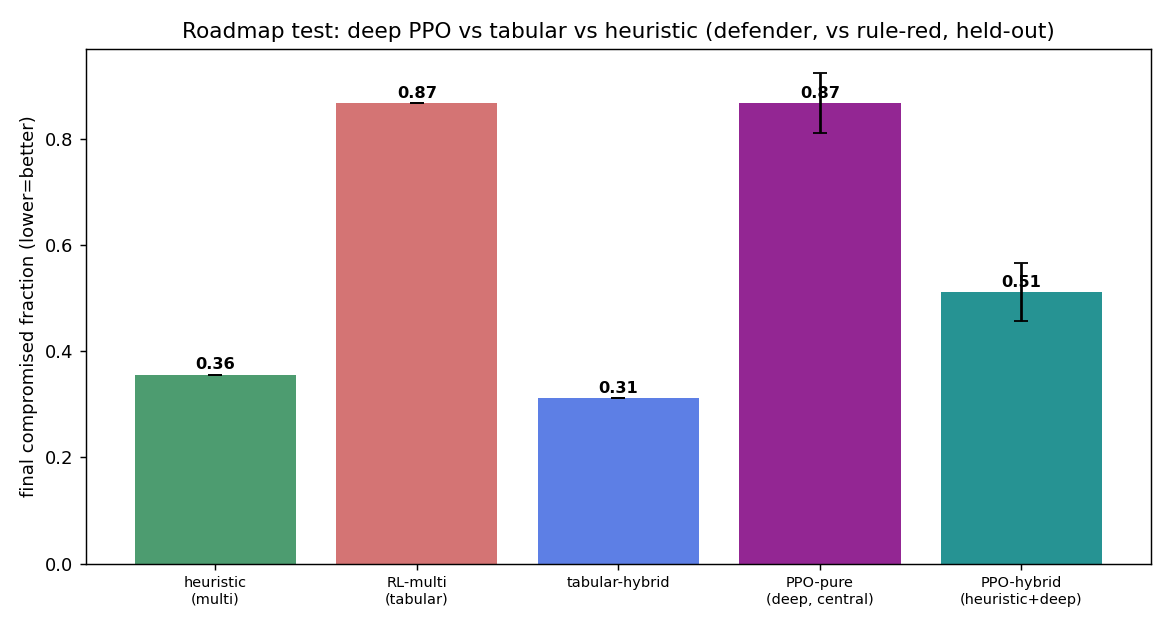 Roadmap test: deep PPO vs tabular vs heuristic (defender, vs rule-red, held-out)
final compromised fraction (lower=better)
0.8
0.6
0.4
0.2
0.0
0.36
0.87
0.31
0.87
0.51
heuristic
(multi)
RL-multi
(tabular)
tabular-hybrid
PPO-pure
(deep, central)
PPO-hybrid
(heuristic+deep)